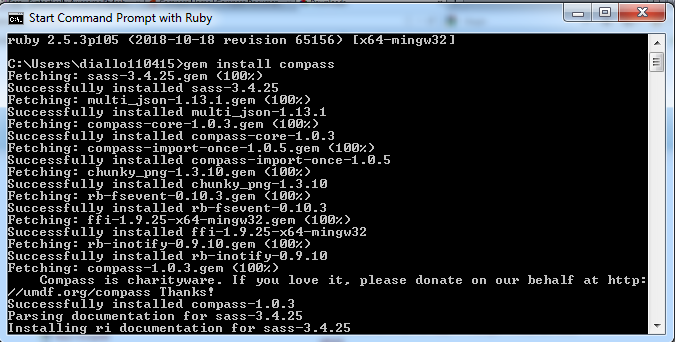 Start Command Prompt with Ruby
ruby 2.5.3p105 (2018-10-18 revision 65156) [x64-mingw32]
C:\Users\diallo110415>gem install compass
Fetching: sass-3.4.25.gem (100%)
Successfully installed sass-3.4.25
Fetching: multi_json-1.13.1.gem (100%)
Successfully installed multi_json-1.13.1
Fetching: compass-core-1.0.3.gem (100%)
Successfully installed compass-core-1.0.3
Fetching: compass-import-once-1.0.5.gem (100%)
Successfully installed compass-import-once-1.0.5
Fetching: chunky_png-1.3.10.gem (100%)
Successfully installed chunky_png-1.3.10
Fetching: rb-fsevent-0.10.3.gem (100%)
Successfully installed rb-fsevent-0.10.3
Fetching: ffi-1.9.25-x64-mingw32.gem (100%)
Successfully installed ffi-1.9.25-x64-mingw32
Fetching: rb-inotify-0.9.10.gem (100%)
Successfully installed rb-inotify-0.9.10
Fetching: compass-1.0.3.gem (100%)
Compass is charityware. If you love it, please donate on our behalf at http:
//umdf.org/compass Thanks!
Successfully installed compass-1.0.3
Parsing documentation for sass-3.4.25
Installing ri documentation for sass-3.4.25